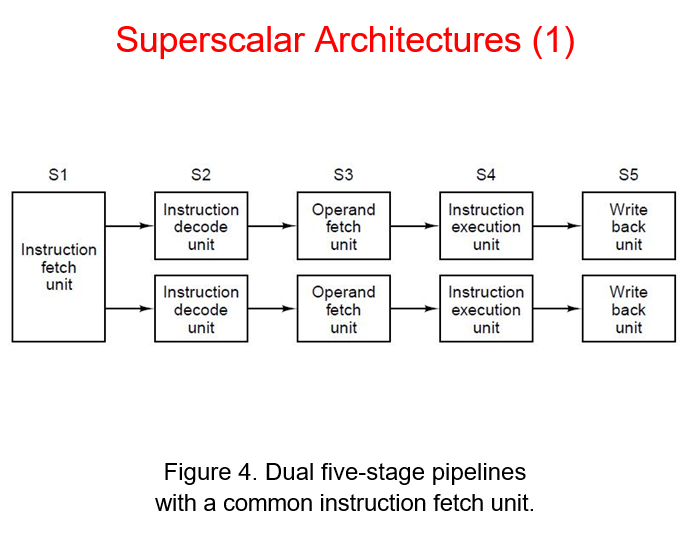 Superscalar Architectures (1)
S1 S2 S3 S4 S5
Instruction
fetch
unit
Instruction
decode
unit
Operand
fetch
unit
Instruction
execution
unit
Write
back
unit
Instruction
decode
unit
Operand
fetch
unit
Instruction
execution
unit
Write
back
unit
Figure 4. Dual five-stage pipelines
with a common instruction fetch unit.